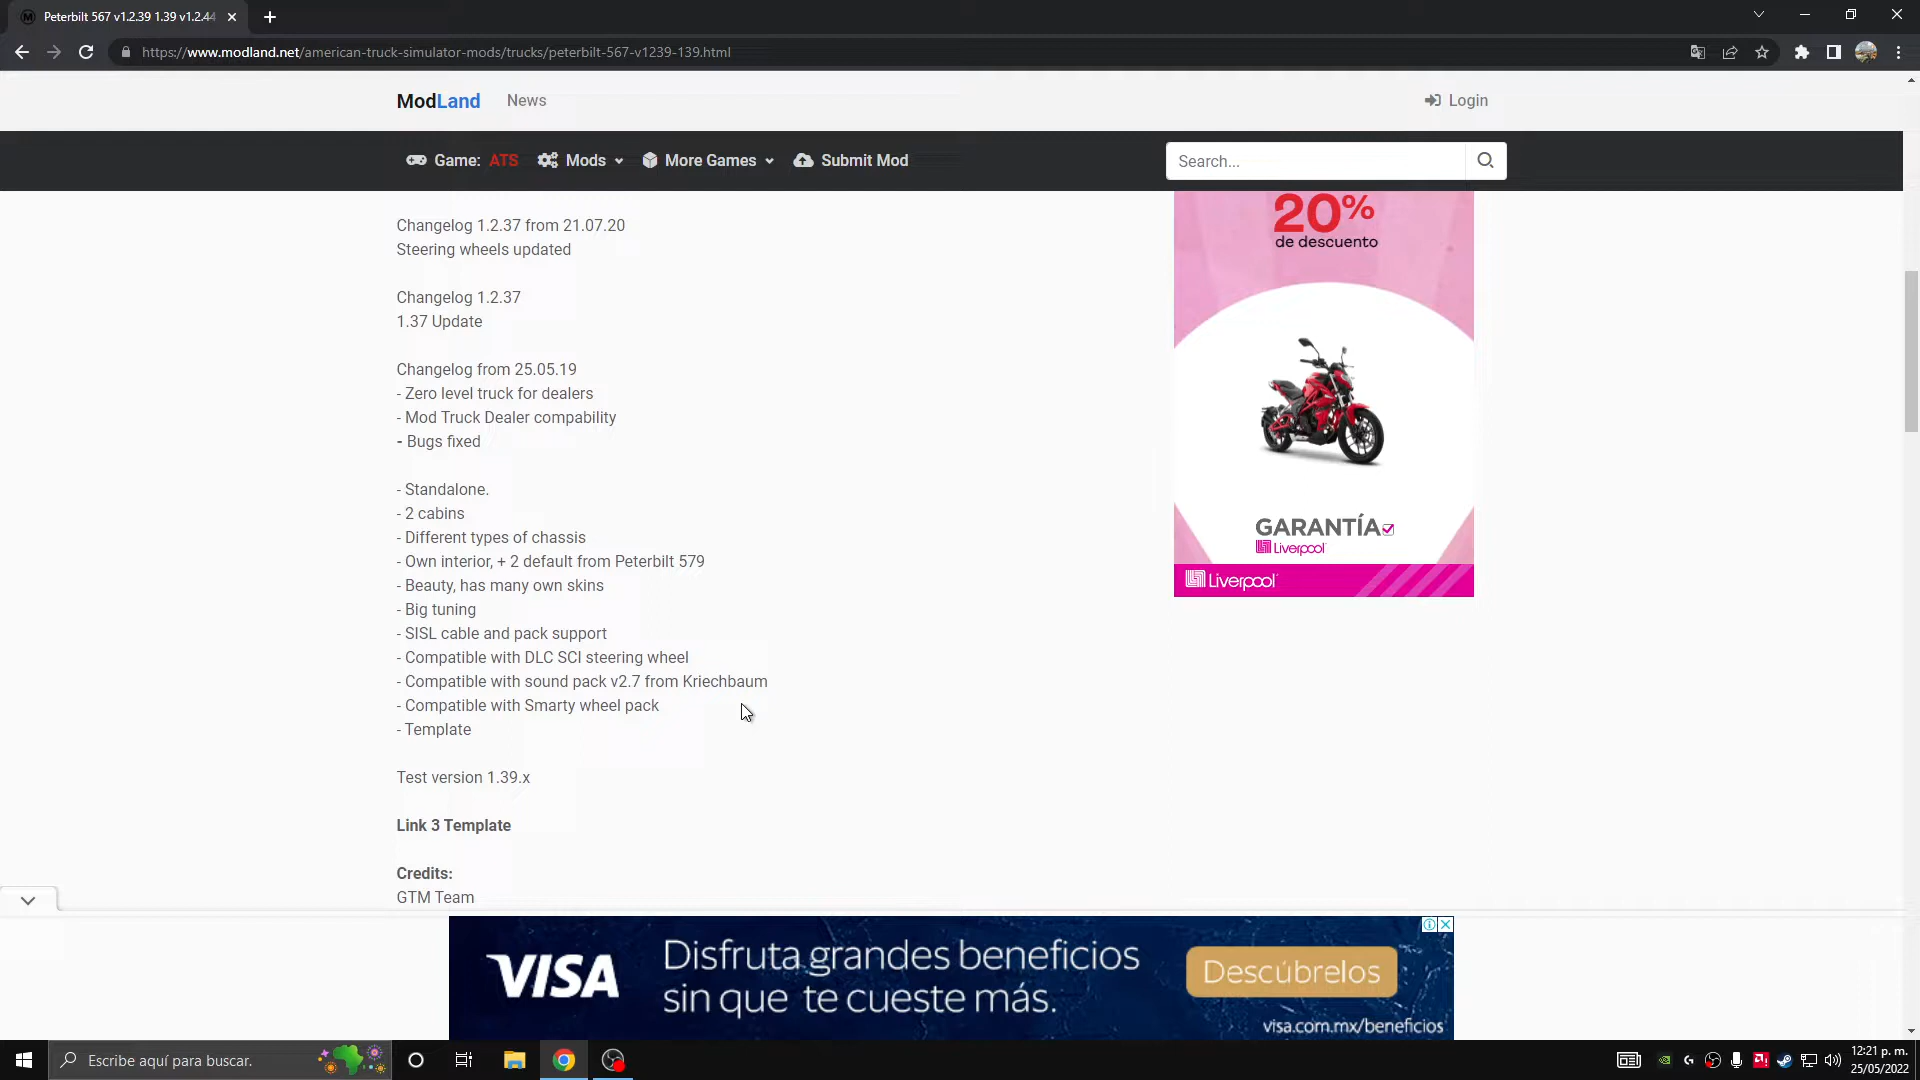 Peterbilt 567 v1.2.39 1.39 v1.2.44
https://www.modland.net/american-truck-simulator-mods/trucks/peterbilt-567-v1239-139.html
ModLand News Login
Game: ATS Mods More Games Submit Mod Search...
Changelog 1.2.37 from 21.07.20
Steering wheels updated
Changelog 1.2.37
1.37 Update
Changelog from 25.05.19
- Zero level truck for dealers
- Mod Truck Dealer compability
- Bugs fixed
- Standalone.
- 2 cabins
- Different types of chassis
- Own interior, + 2 default from Peterbilt 579
- Beauty, has many own skins
- Big tuning
- SISL cable and pack support
- Compatible with DLC SCI steering wheel
- Compatible with sound pack v2.7 from Kriechbaum
- Compatible with Smarty wheel pack
- Template
Test version 1.39.x
Link 3 Template
Credits:
GTM Team
20%
de descuento
GARANTÍA
Liverpool
Liverpool
VISA
Disfruta grandes beneficios
sin que te cueste más.
Descúbrelos
visa.com.mx/beneficios
Escribe aquí para buscar.
12:21 p. m.
25/05/2022